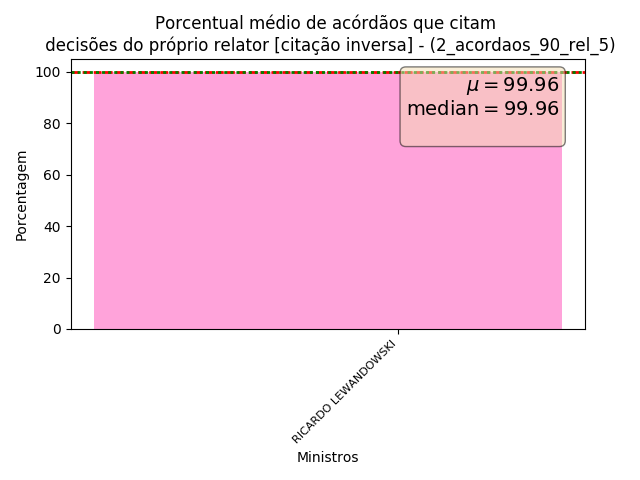 Porcentual médio de acórdãos que citam
decisões do próprio relator [citação inversa] - (2_acordaos_90_rel_5)
100
80
60
40
20
0
Porcentagem
μ = 99.96
median = 99.96
RICARDO LEWANDOWSKI
Ministros